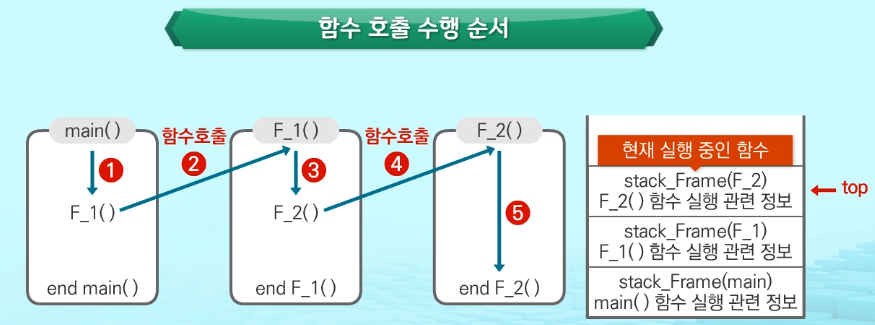 함수 호출 수행 순서
main( )
함수호출
F_1( )
함수호출
F_2( )
1
2
3
4
5
F_1( )
F_2( )
end main( )
end F_1( )
end F_2( )
현재 실행 중인 함수
stack_Frame(F_2)
F_2( ) 함수 실행 관련 정보
top
stack_Frame(F_1)
F_1( ) 함수 실행 관련 정보
stack_Frame(main)
main( ) 함수 실행 관련 정보